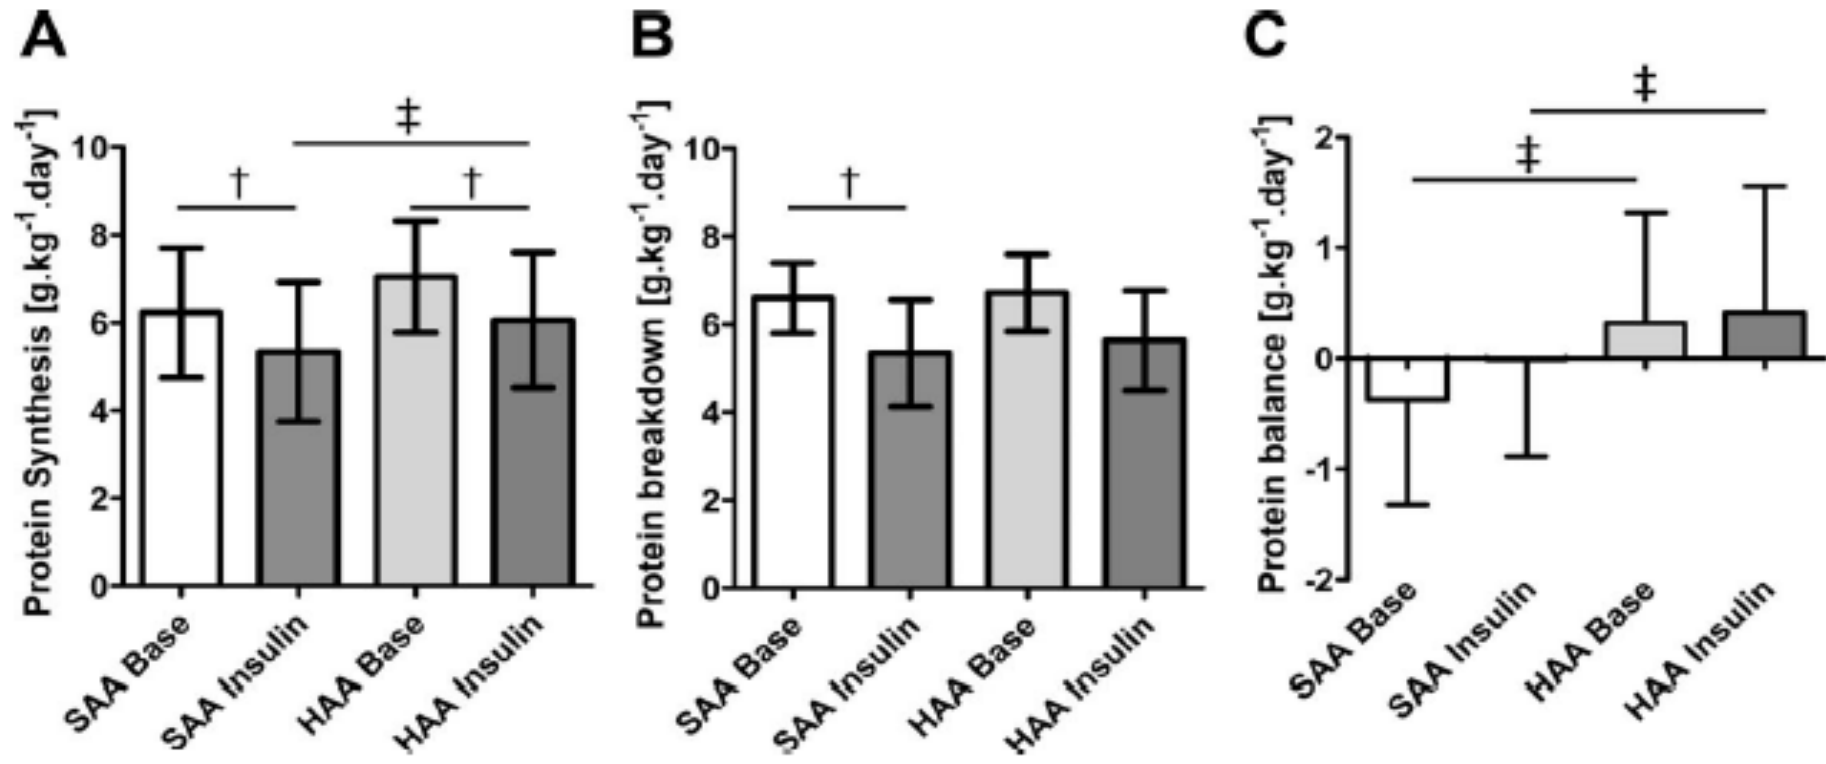 A
Protein Synthesis [g.kg⁻¹.day⁻¹]
10
8
6
4
2
0
†
‡
†
SAA Base
SAA Insulin
HAA Base
HAA Insulin
B
Protein breakdown [g.kg⁻¹.day⁻¹]
10
8
6
4
2
0
†
SAA Base
SAA Insulin
HAA Base
HAA Insulin
C
Protein balance [g.kg⁻¹.day⁻¹]
2
1
0
-1
-2
‡
‡
SAA Base
SAA Insulin
HAA Base
HAA Insulin